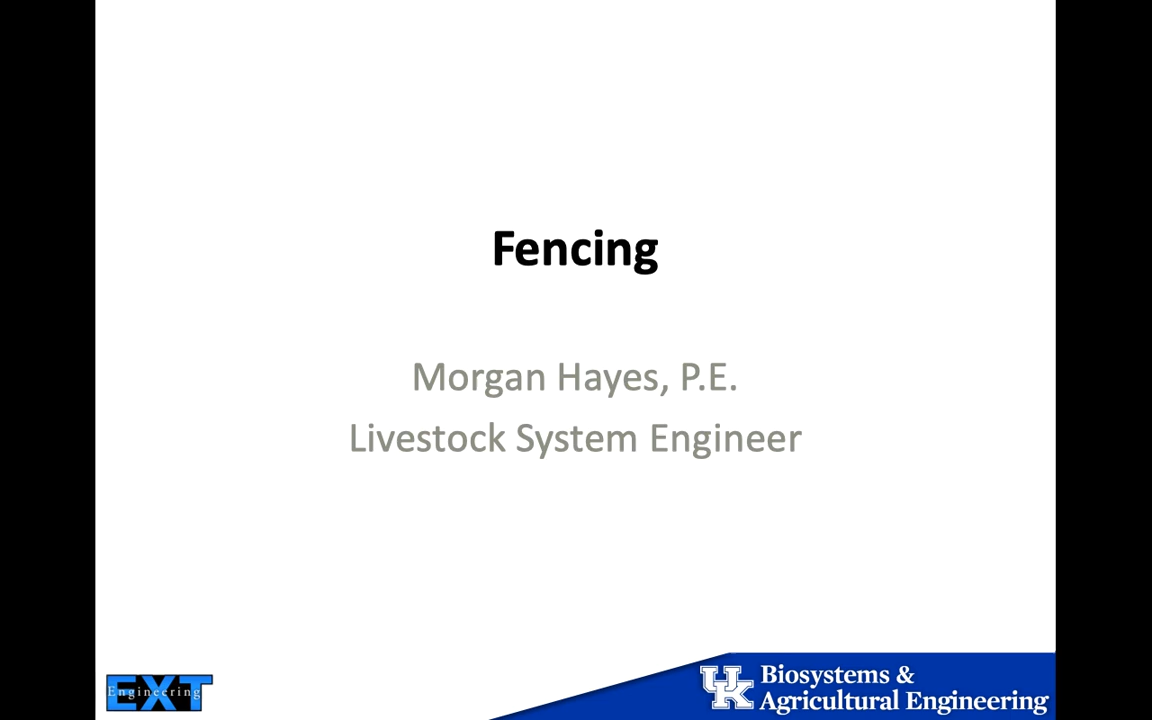 Fencing
Morgan Hayes, P.E.
Livestock System Engineer
EXT
Engineering
UK
Biosystems &
Agricultural Engineering